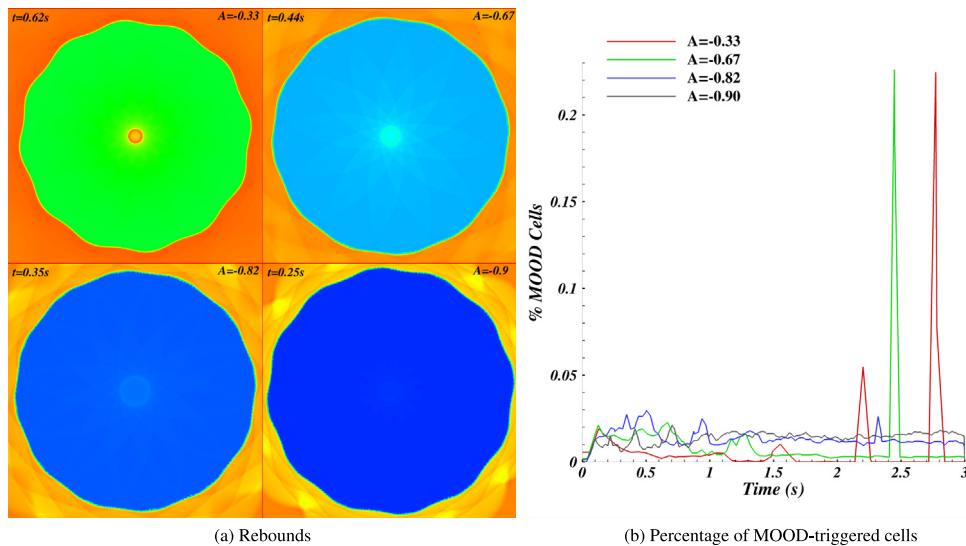 t=0.62s A=-0.33
t=0.44s A=-0.67
t=0.35s A=-0.82
t=0.25s A=-0.9
A=-0.33
A=-0.67
A=-0.82
A=-0.90
% MOOD Cells
0.2
0.15
0.1
0.05
0
0 0.5 1 1.5 2 2.5 3
Time (s)
(a) Rebounds
(b) Percentage of MOOD-triggered cells